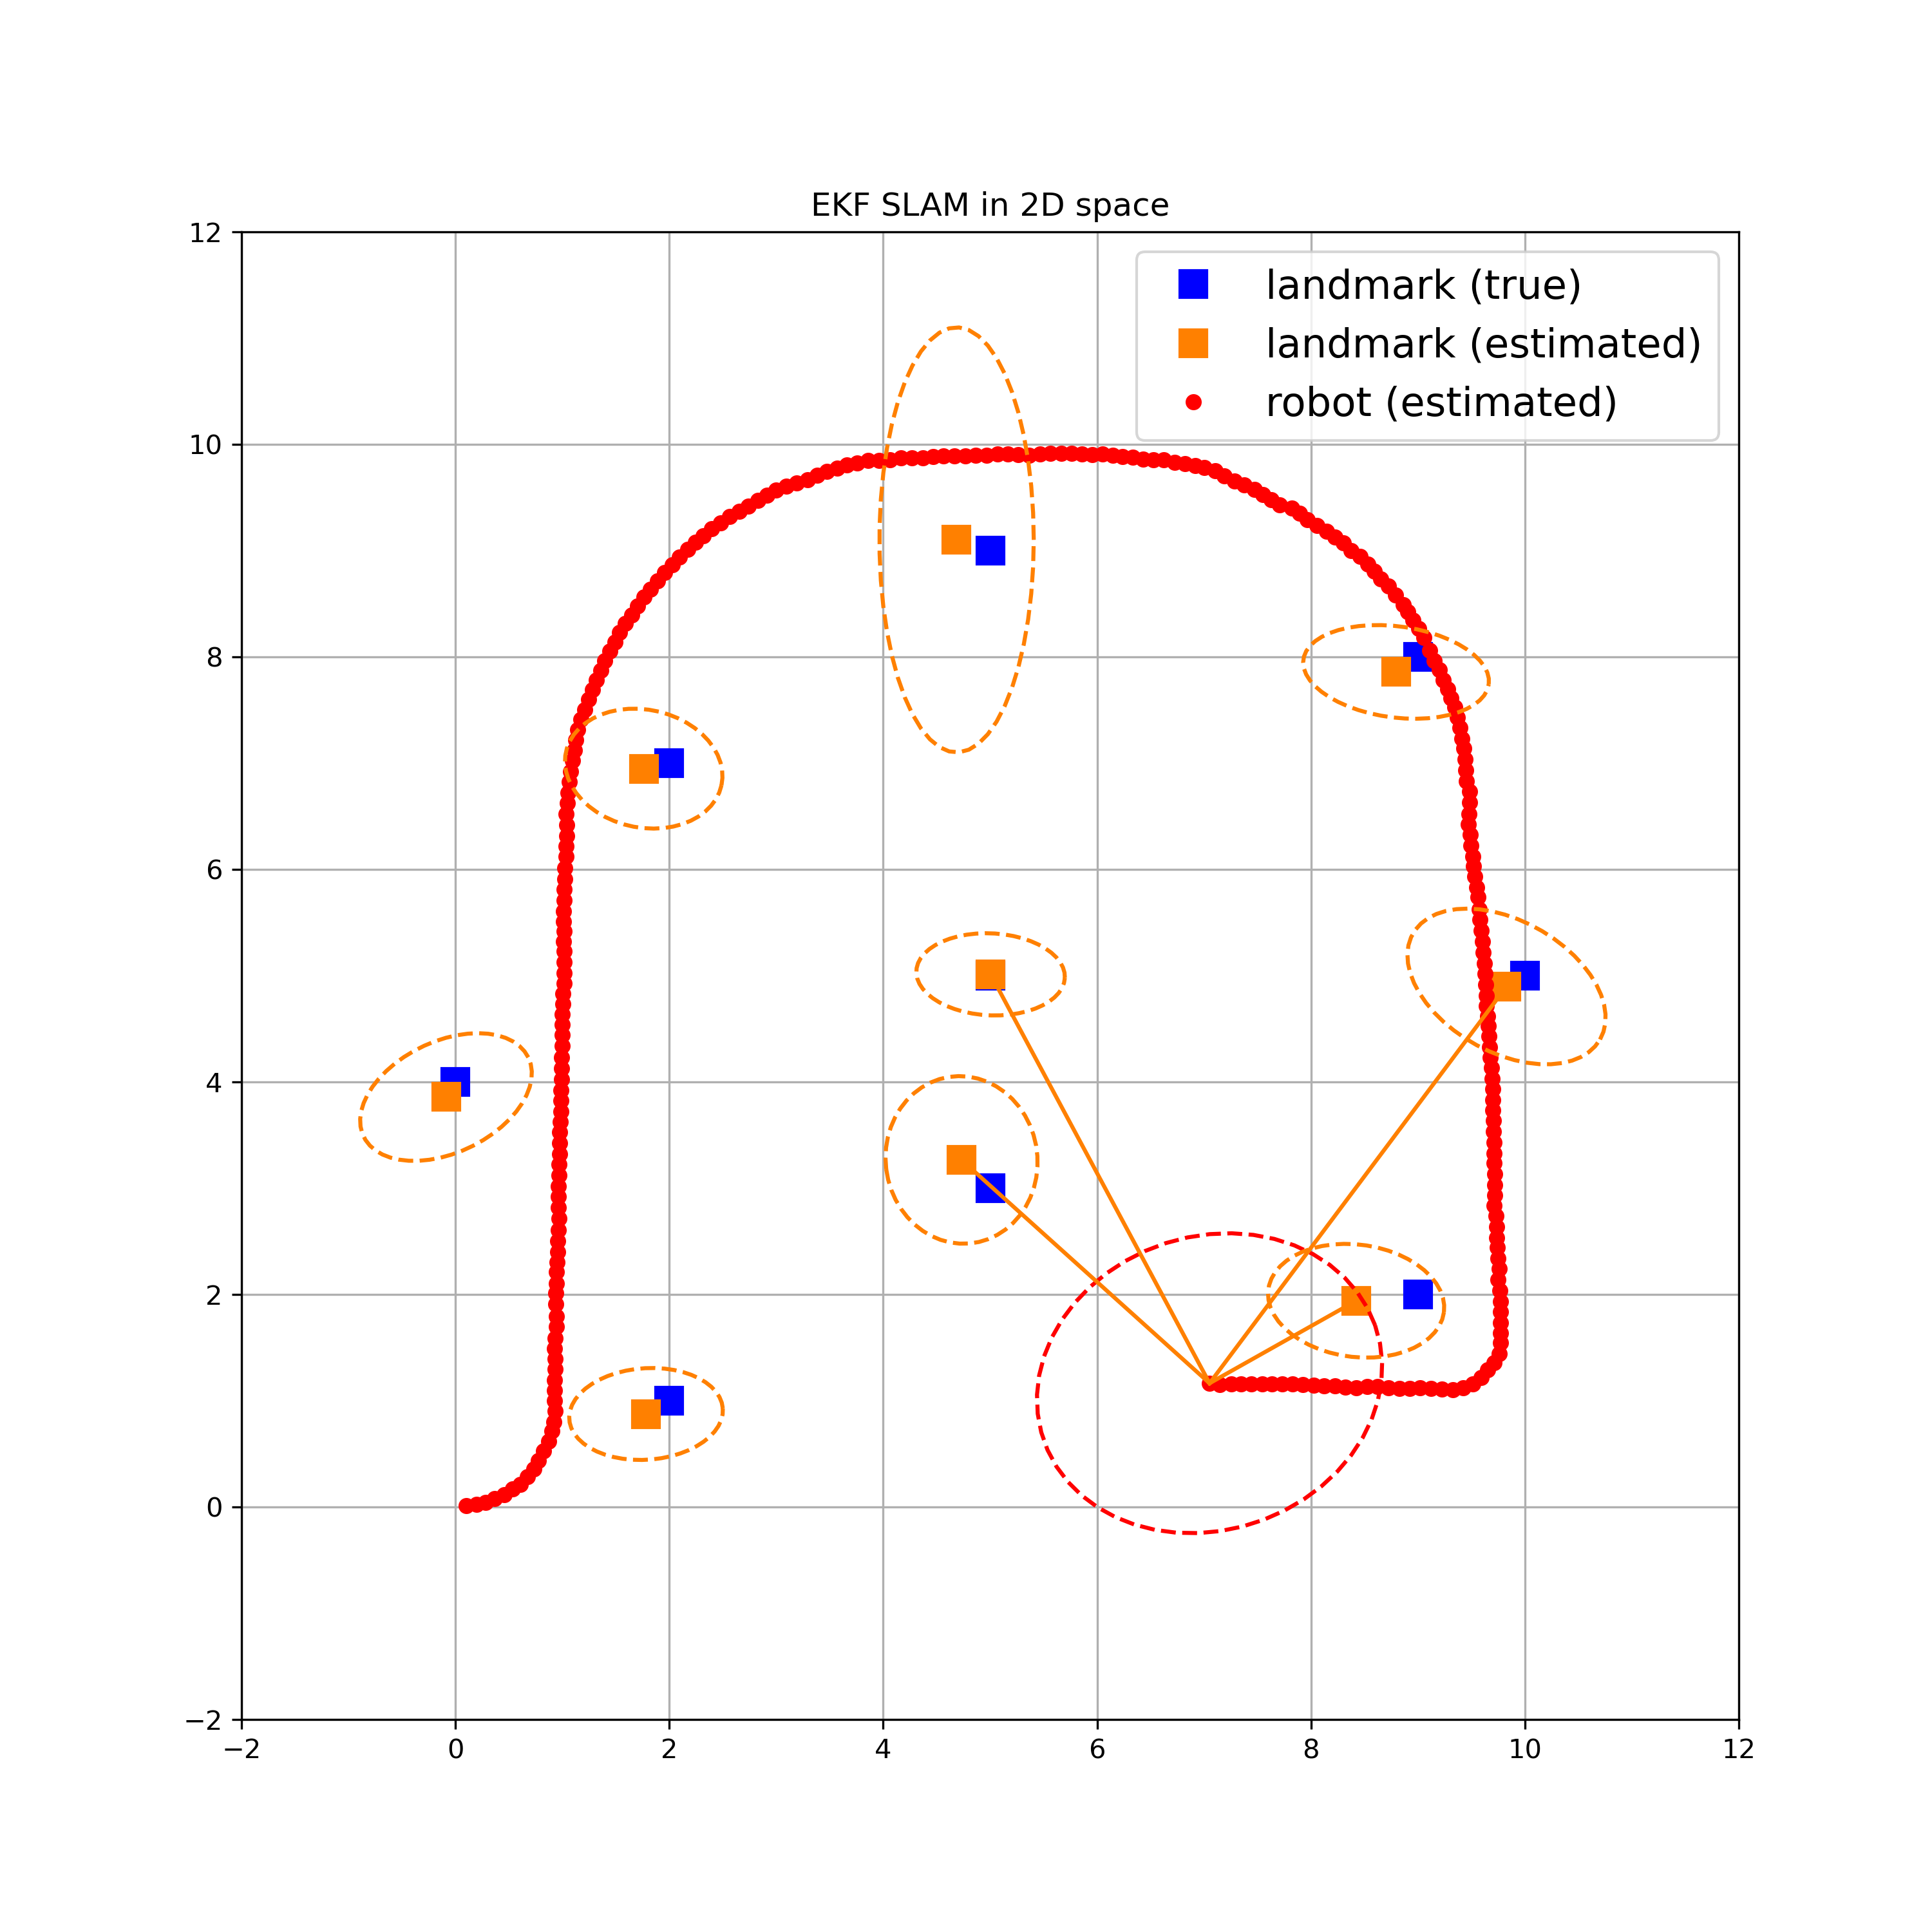 EKF SLAM in 2D space
12
landmark (true)
landmark (estimated)
robot (estimated)
10
8
6
4
2
0
−2
−2 0 2 4 6 8 10 12